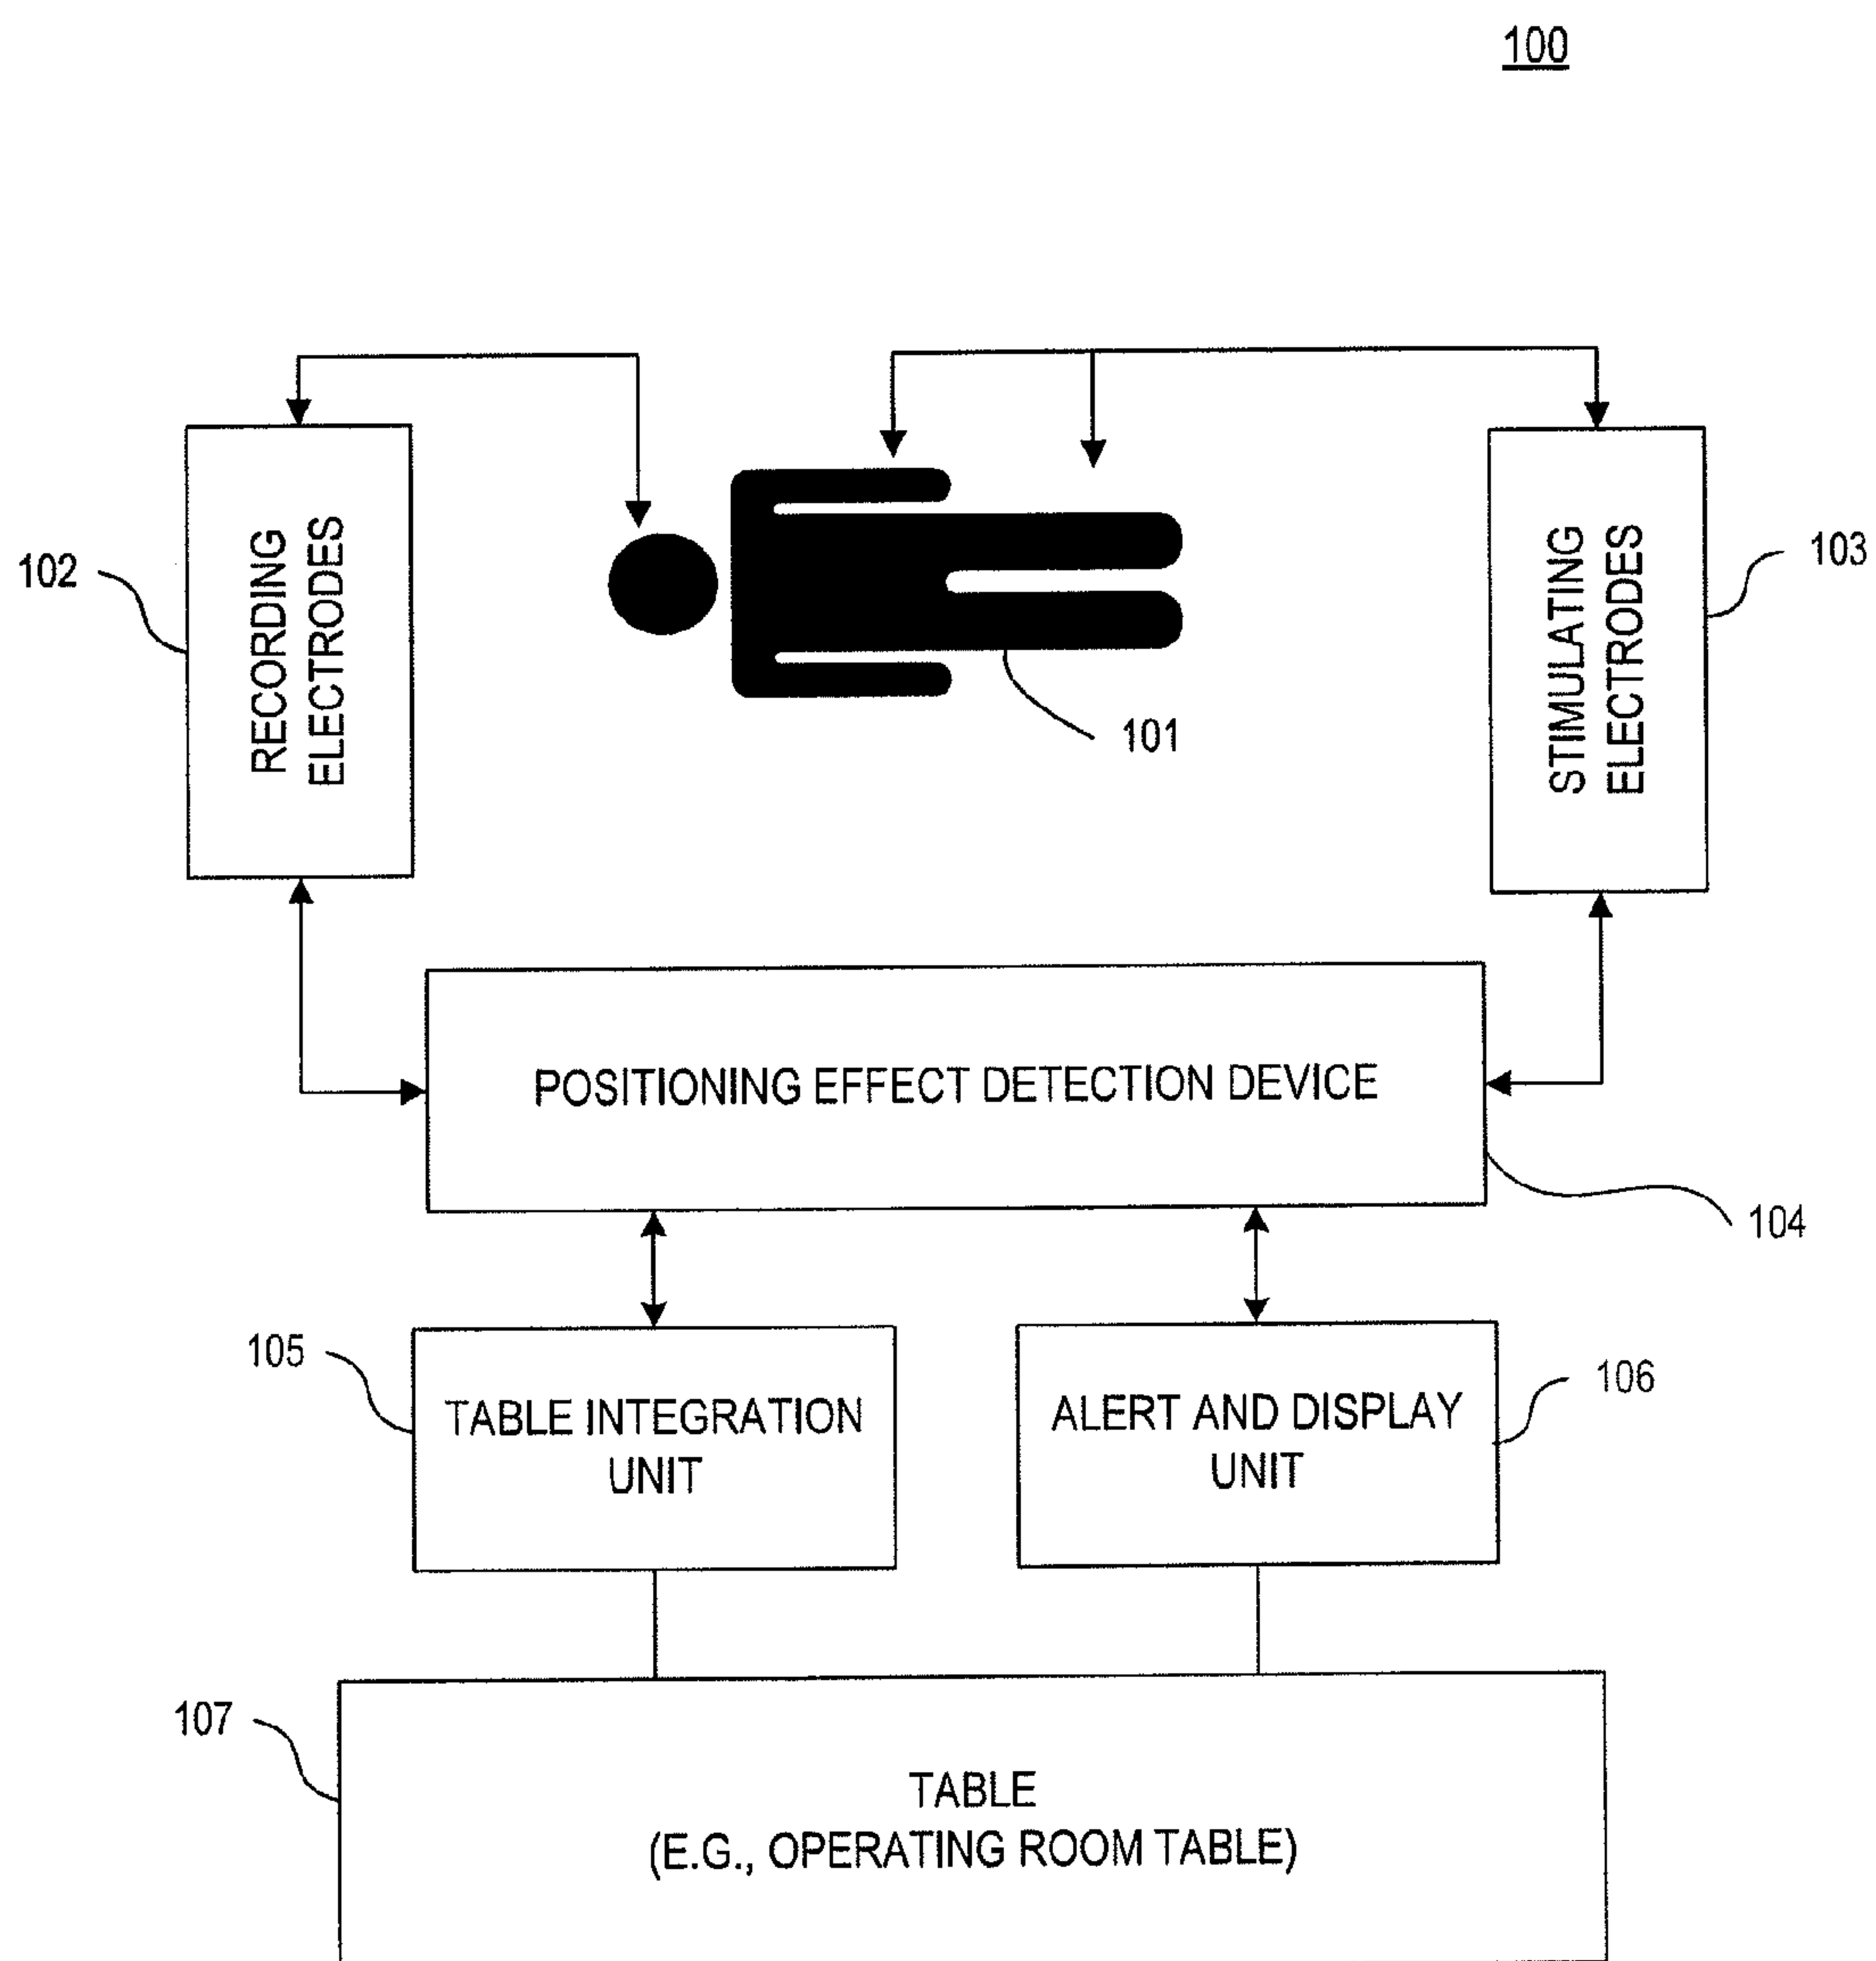 100
102
RECORDING
ELECTRODES
STIMULATING
ELECTRODES
103
101
POSITIONING EFFECT DETECTION DEVICE
104
105
TABLE INTEGRATION
UNIT
ALERT AND DISPLAY
UNIT
106
107
TABLE
(E.G., OPERATING ROOM TABLE)